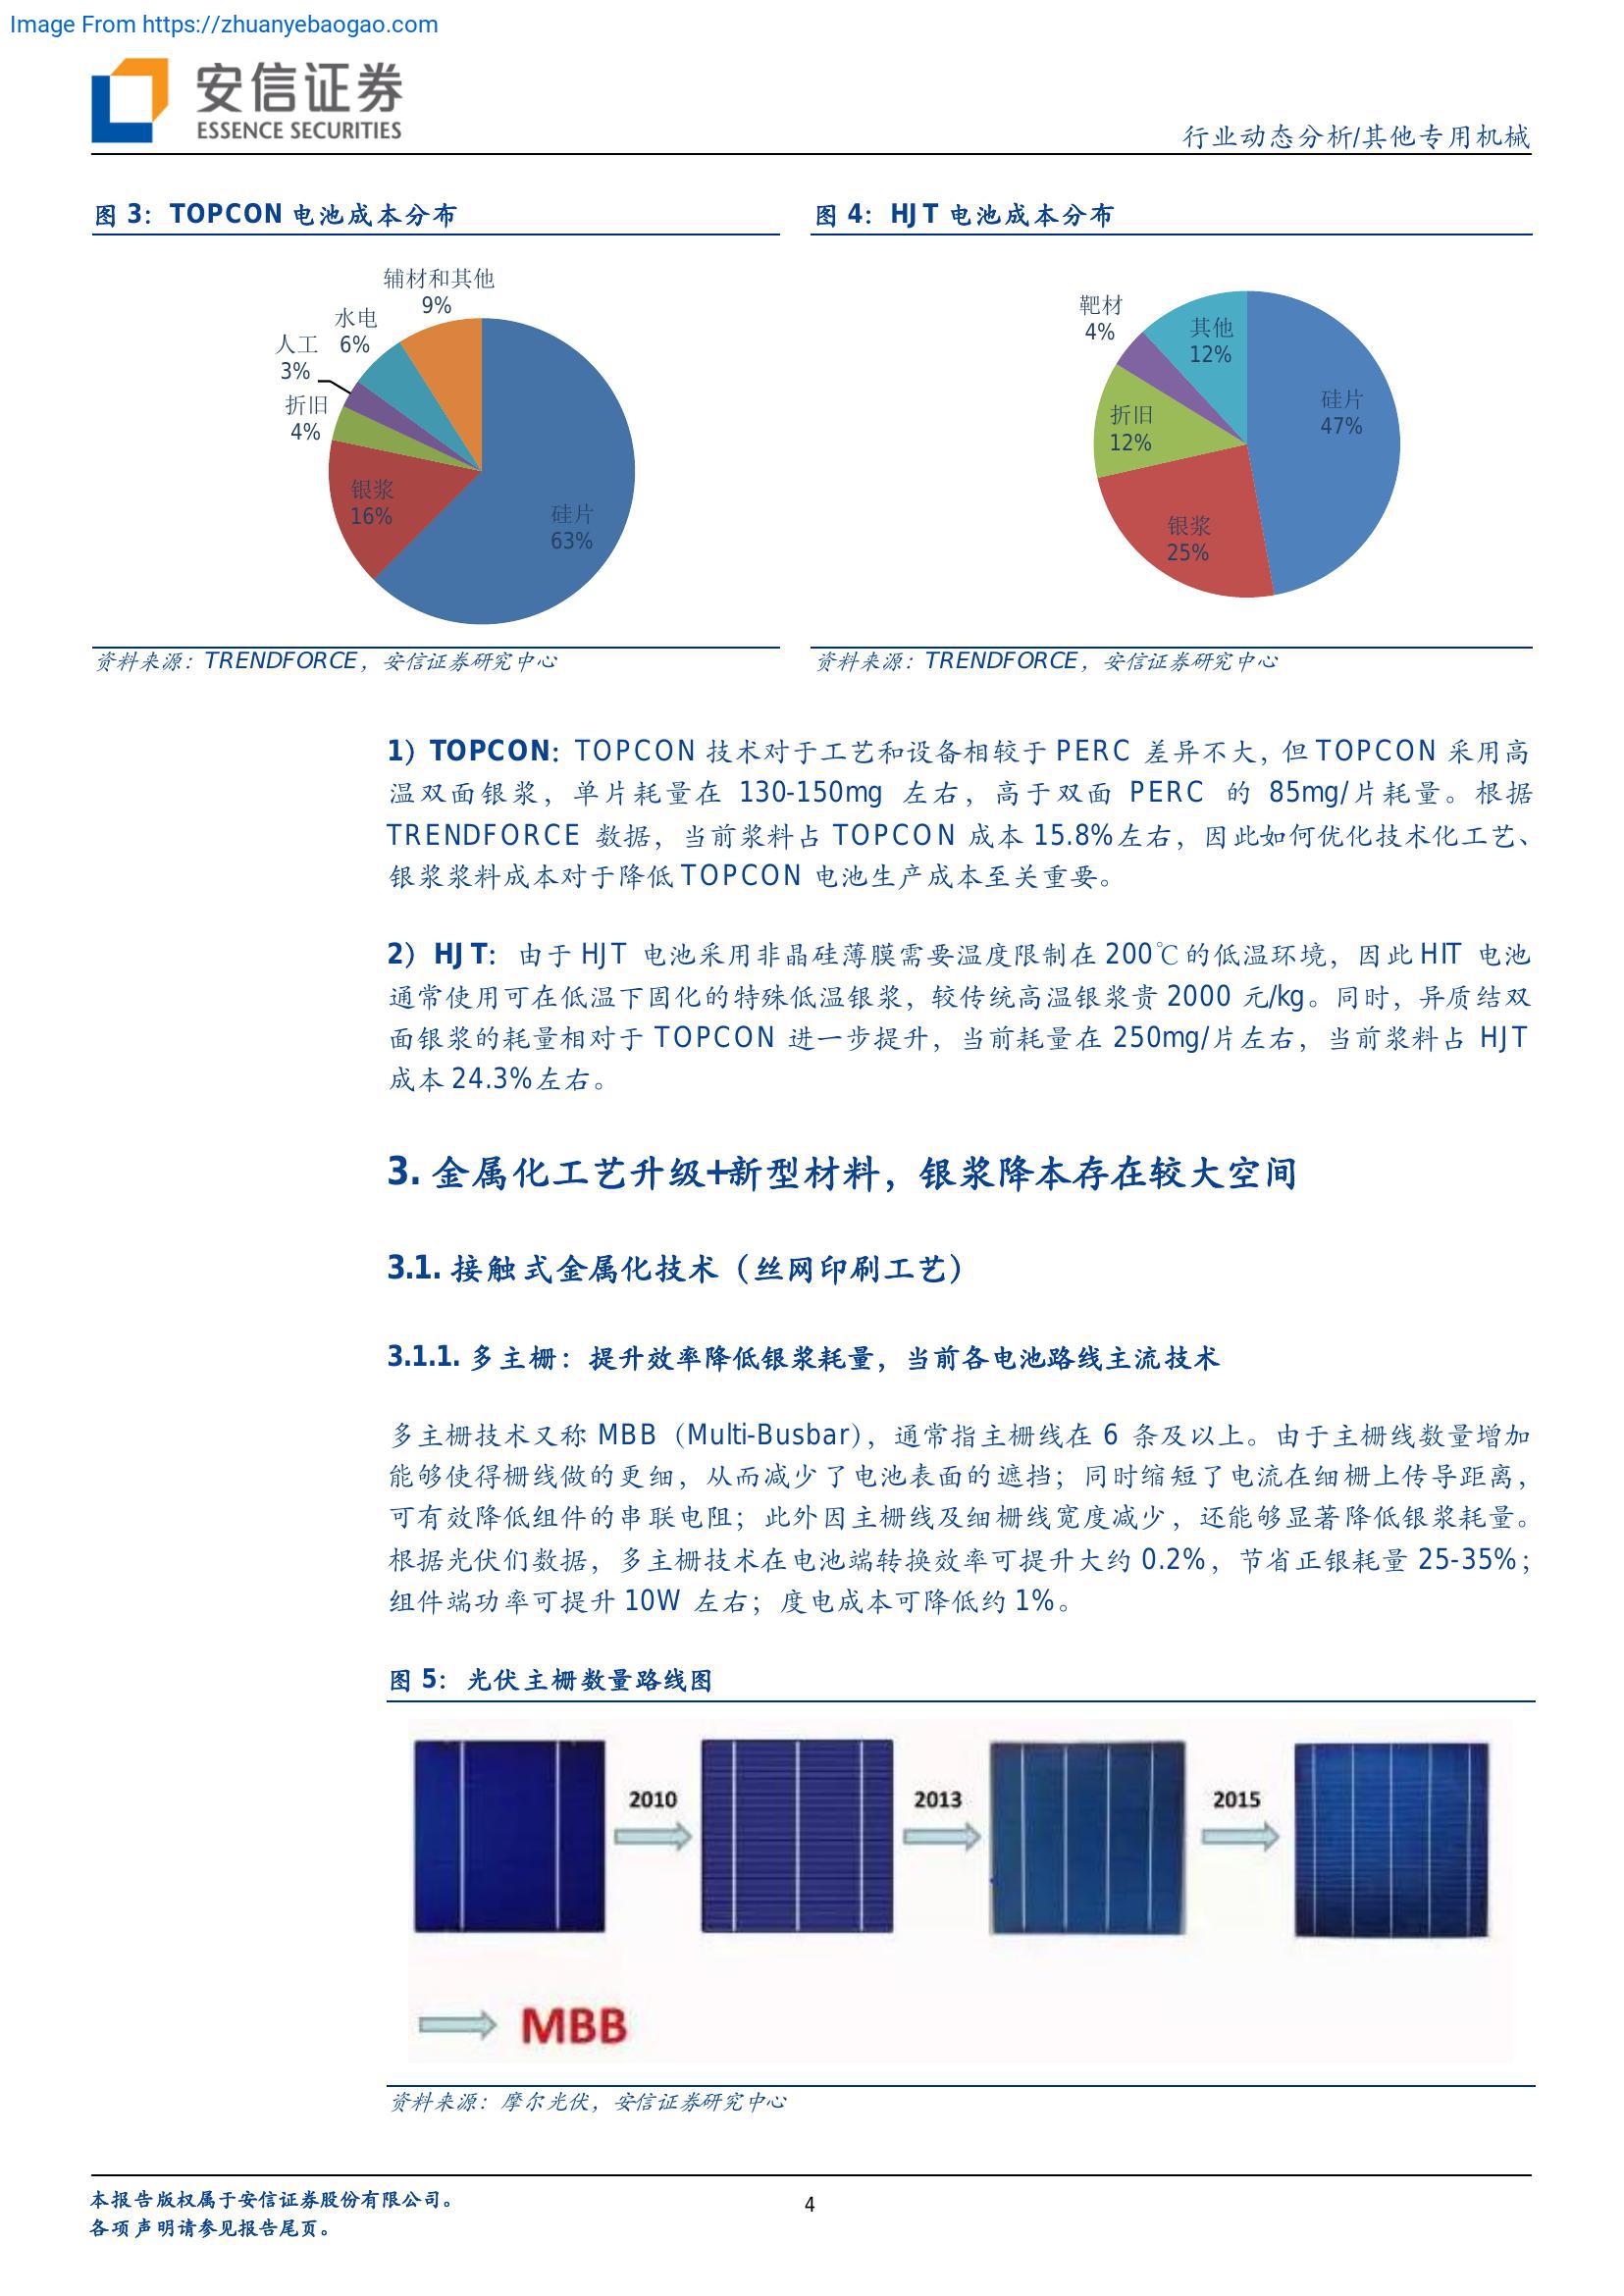 Image From https://zhuanyebaogao.com
安信证券
ESSENCE SECURITIES
行业动态分析/其他专用机械
图 3：TOPCON 电池成本分布
辅材和其他
9%
水电
6%
人工
3%
折旧
4%
银浆
16%
硅片
63%
资料来源：TRENDFORCE，安信证券研究中心
图 4：HJT 电池成本分布
靶材
4%
其他
12%
硅片
47%
折旧
12%
银浆
25%
资料来源：TRENDFORCE，安信证券研究中心
1）TOPCON：TOPCON 技术对于工艺和设备相较于 PERC 差异不大，但 TOPCON 采用高
温双面银浆，单片耗量在 130-150mg 左右，高于双面 PERC 的 85mg/片耗量。根据
TRENDFORCE 数据，当前浆料占 TOPCON 成本 15.8%左右，因此如何优化技术化工艺、
银浆浆料成本对于降低 TOPCON 电池生产成本至关重要。
2）HJT：由于 HJT 电池采用非晶硅薄膜需要温度限制在 200℃的低温环境，因此 HIT 电池
通常使用可在低温下固化的特殊低温银浆，较传统高温银浆贵 2000 元/kg。同时，异质结双
面银浆的耗量相对于 TOPCON 进一步提升，当前耗量在 250mg/片左右，当前浆料占 HJT
成本 24.3%左右。
3. 金属化工艺升级+新型材料，银浆降本存在较大空间
3.1. 接触式金属化技术（丝网印刷工艺）
3.1.1. 多主栅：提升效率降低银浆耗量，当前各电池路线主流技术
多主栅技术又称 MBB（Multi-Busbar），通常指主栅线在 6 条及以上。由于主栅线数量增加
能够使得栅线做的更细，从而减少了电池表面的遮挡；同时缩短了电流在细栅上传导距离，
可有效降低组件的串联电阻；此外因主栅线及细栅线宽度减少，还能够显著降低银浆耗量。
根据光伏们数据，多主栅技术在电池端转换效率可提升大约 0.2%，节省正银耗量 25-35%；
组件端功率可提升 10W 左右；度电成本可降低约 1%。
图 5：光伏主栅数量路线图
2010
2013
2015
MBB
资料来源：摩尔光伏，安信证券研究中心
本报告版权属于安信证券股份有限公司。
各项声明请参见报告尾页。
4